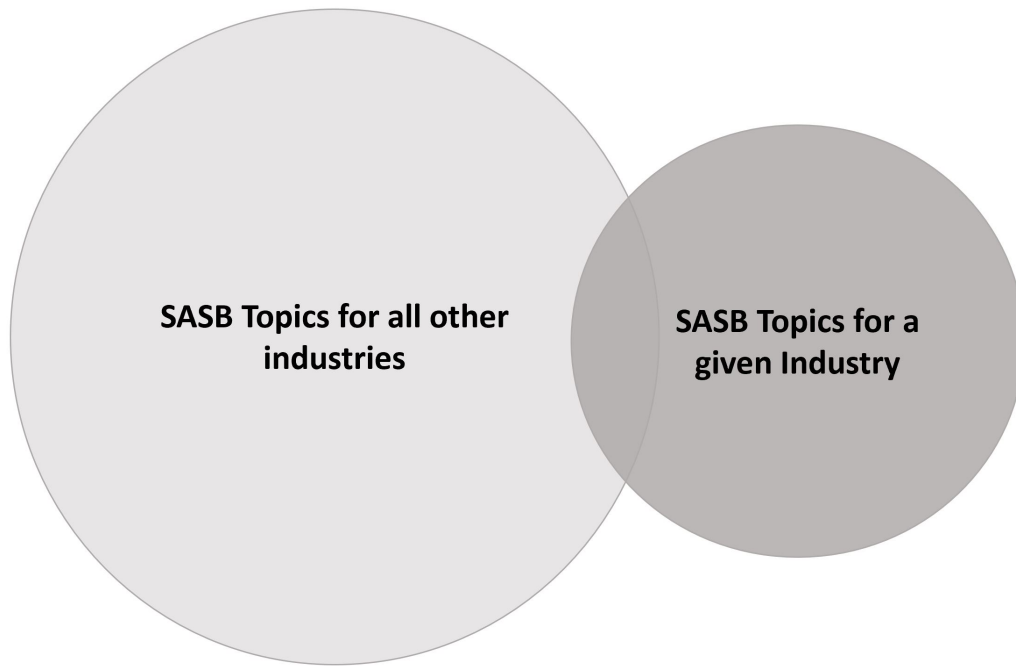 SASB Topics for all other
industries
SASB Topics for a
given Industry